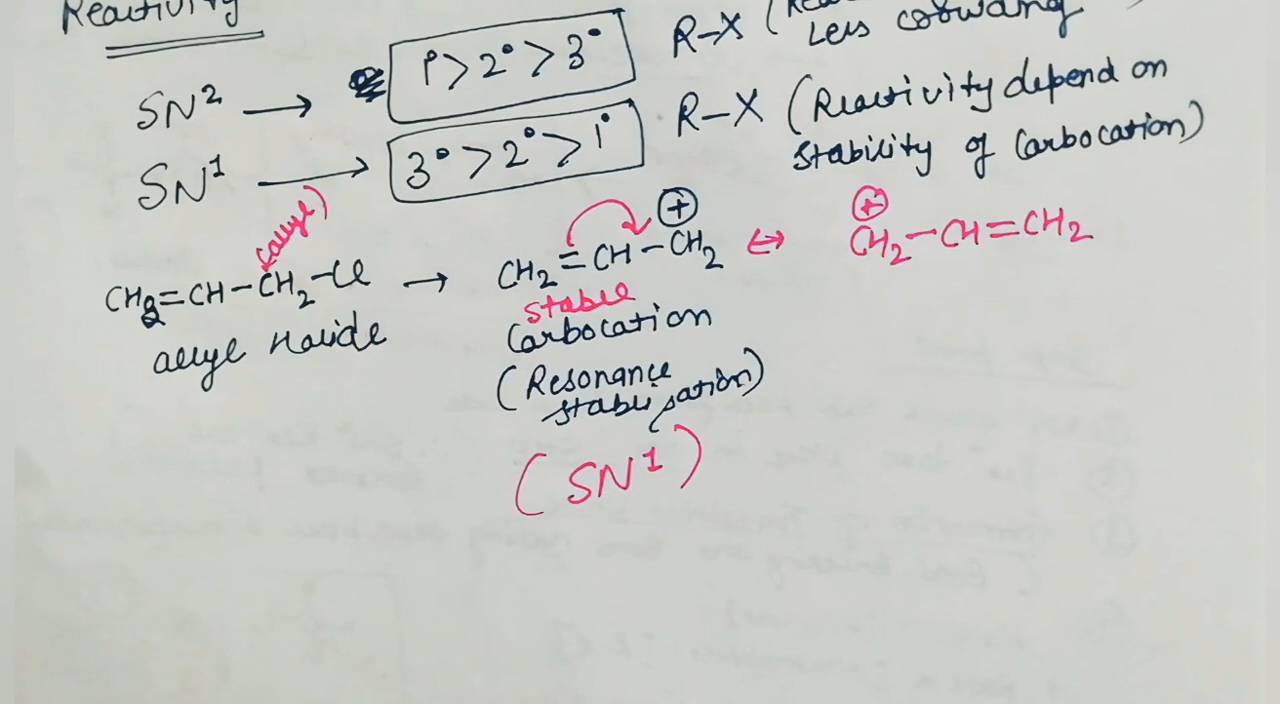 Reactivity
SN² → 1° > 2° > 3° R-X ( Less crowding
SN¹ → 3° > 2° > 1° R-X (Reactivity depend on
stability of Carbocation)
(allyl)
CH₂=CH-CH₂-Cl → CH₂=CH-CH₂ ⊕ ↔ ⊕ CH₂-CH=CH₂
allyl Halide
stable
Carbocation
(Resonance
stabilisation)
(SN¹)